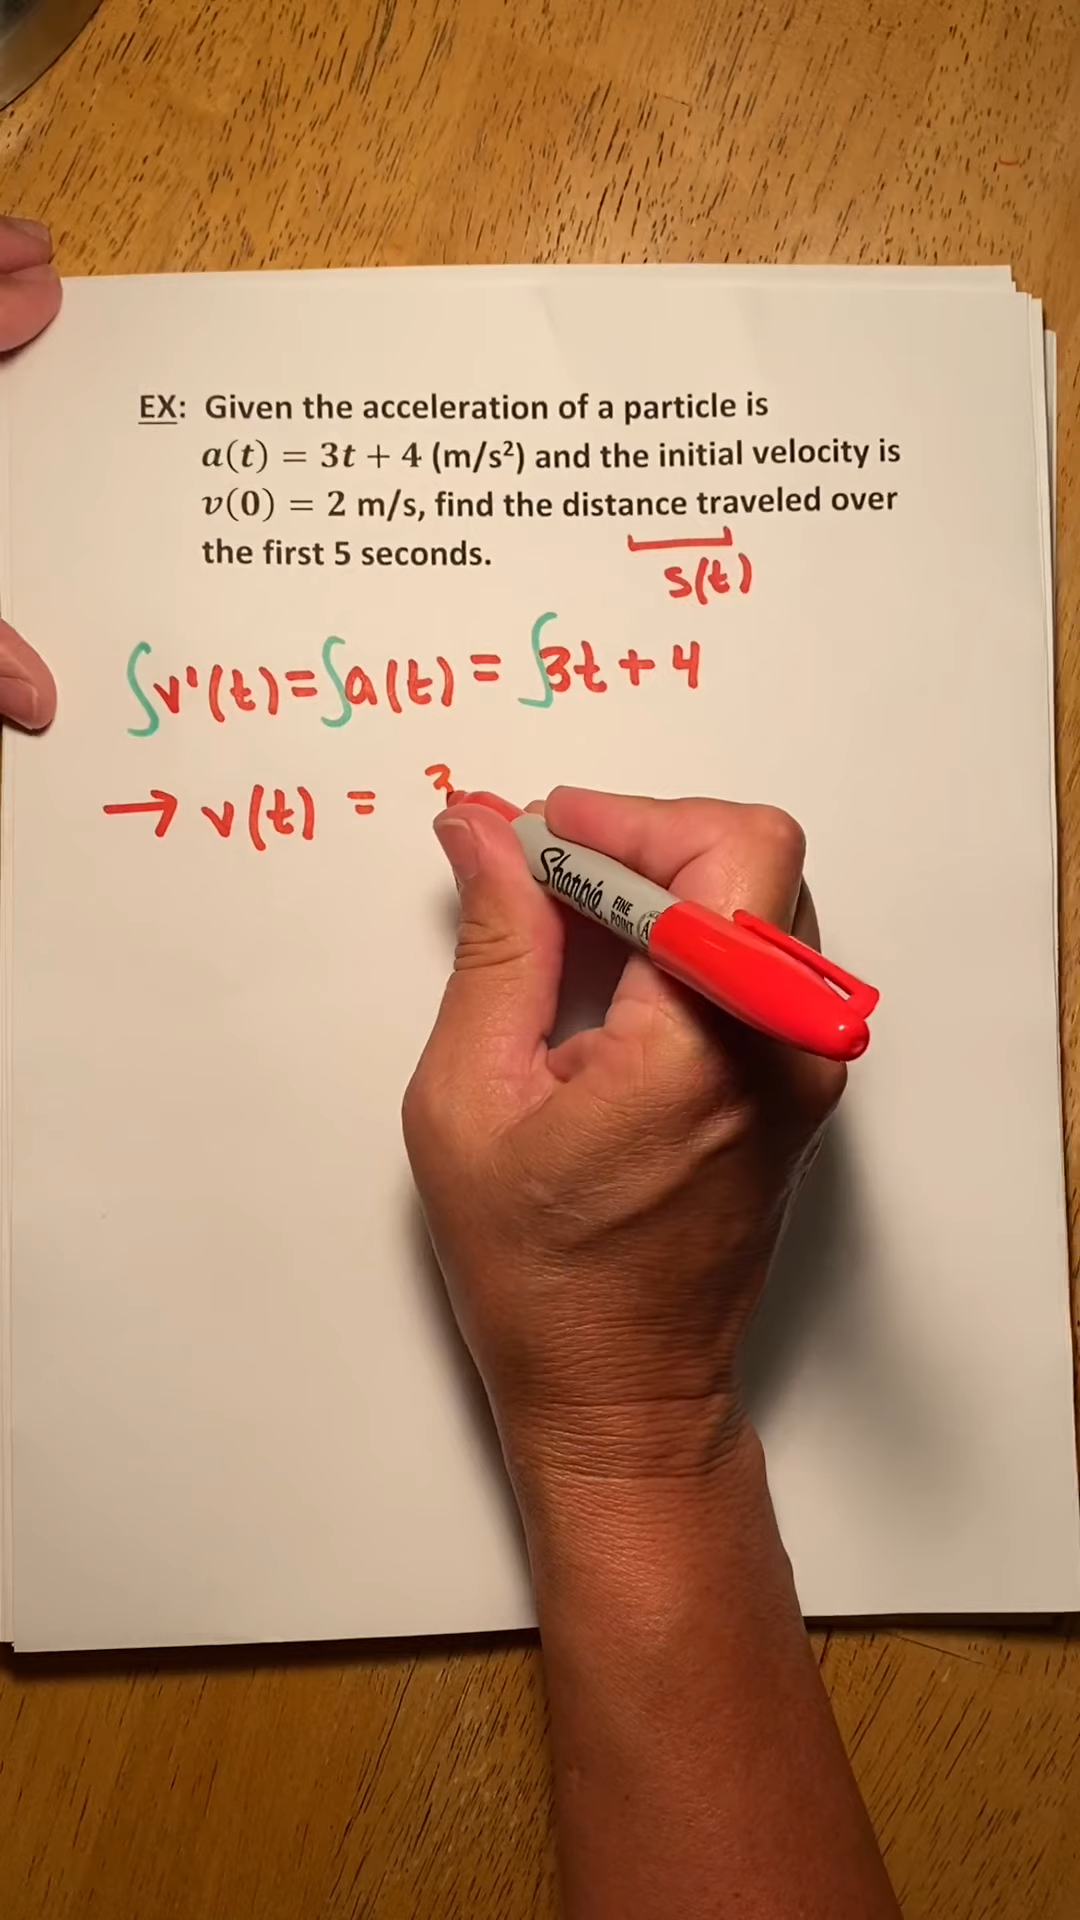 EX: Given the acceleration of a particle is
a(t) = 3t + 4 (m/s²) and the initial velocity is
v(0) = 2 m/s, find the distance traveled over
the first 5 seconds.
s(t)
∫v'(t) = ∫a(t) = ∫3t + 4
→ v(t) = 3
Sharpie
FINE
POINT